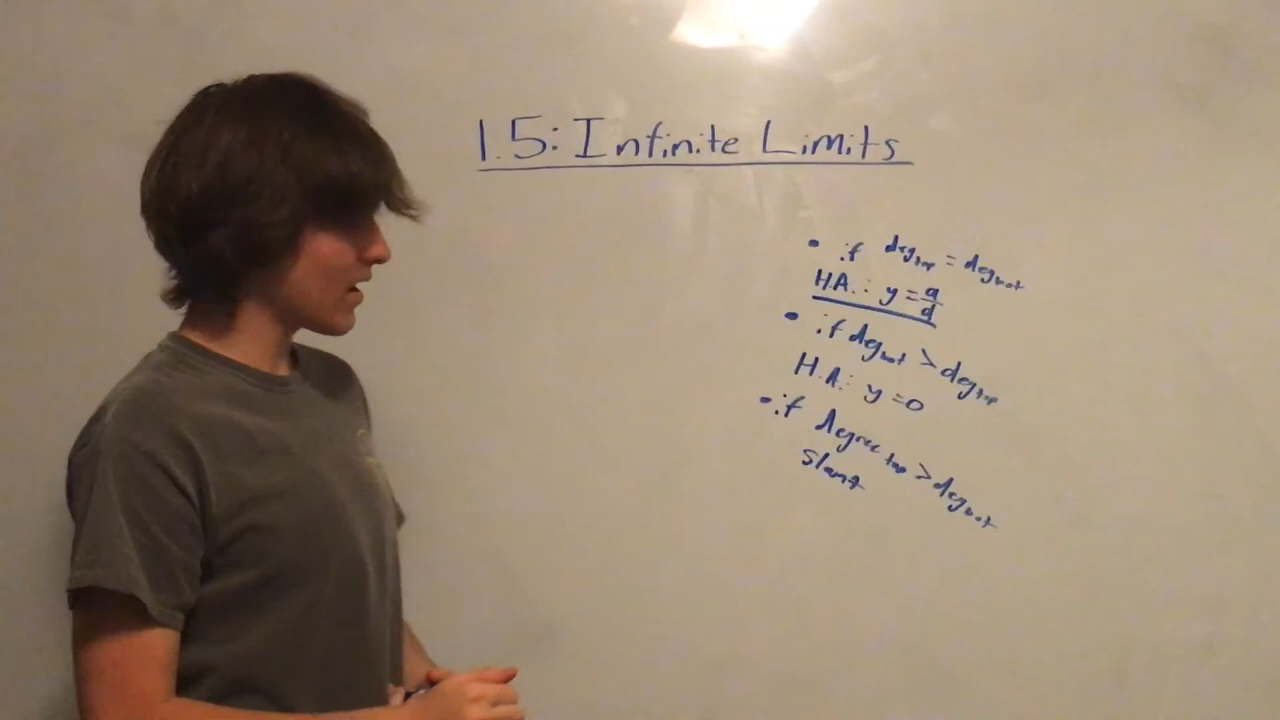 1.5: Infinite Limits
• if deg top = deg bot
H.A.: y = a/d
• if deg bot > deg top
H.A.: y = 0
• if degree top > deg bot
slant